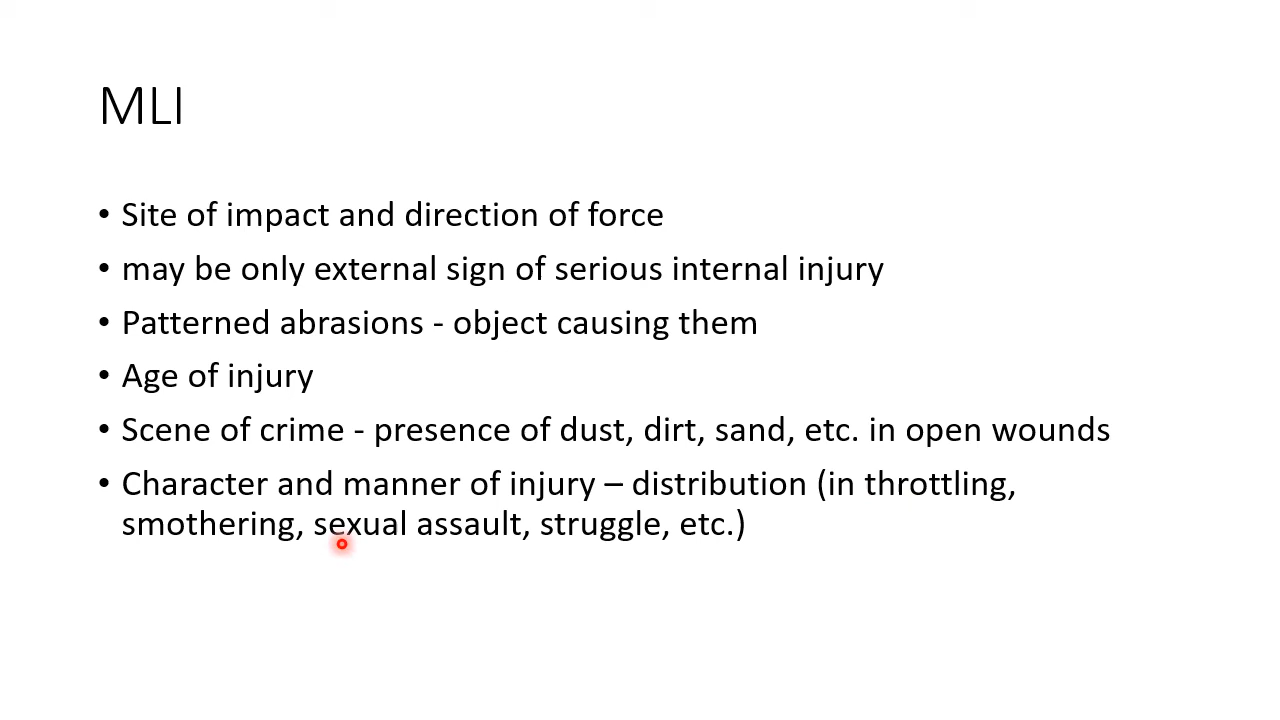 MLI
• Site of impact and direction of force
• may be only external sign of serious internal injury
• Patterned abrasions - object causing them
• Age of injury
• Scene of crime - presence of dust, dirt, sand, etc. in open wounds
• Character and manner of injury – distribution (in throttling,
smothering, sexual assault, struggle, etc.)